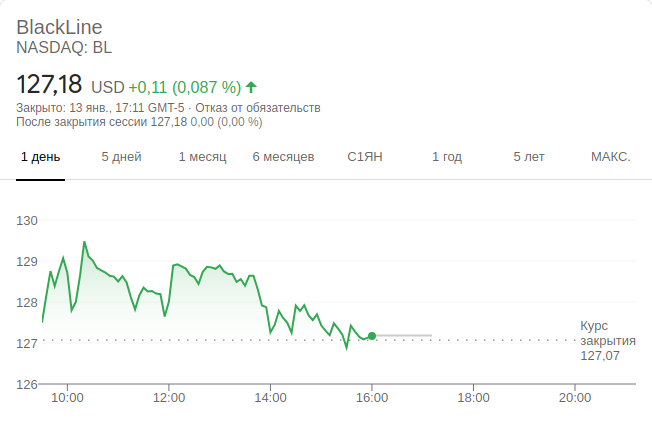 BlackLine
NASDAQ: BL
127,18 USD +0,11 (0,087 %)
Закрыто: 13 янв., 17:11 GMT-5 · Отказ от обязательств
После закрытия сессии 127,18 0,00 (0,00 %)
1 день 5 дней 1 месяц 6 месяцев С1ЯН 1 год 5 лет МАКС.
130
129
128
127
126
Курс
закрытия
127,07
10:00 12:00 14:00 16:00 18:00 20:00